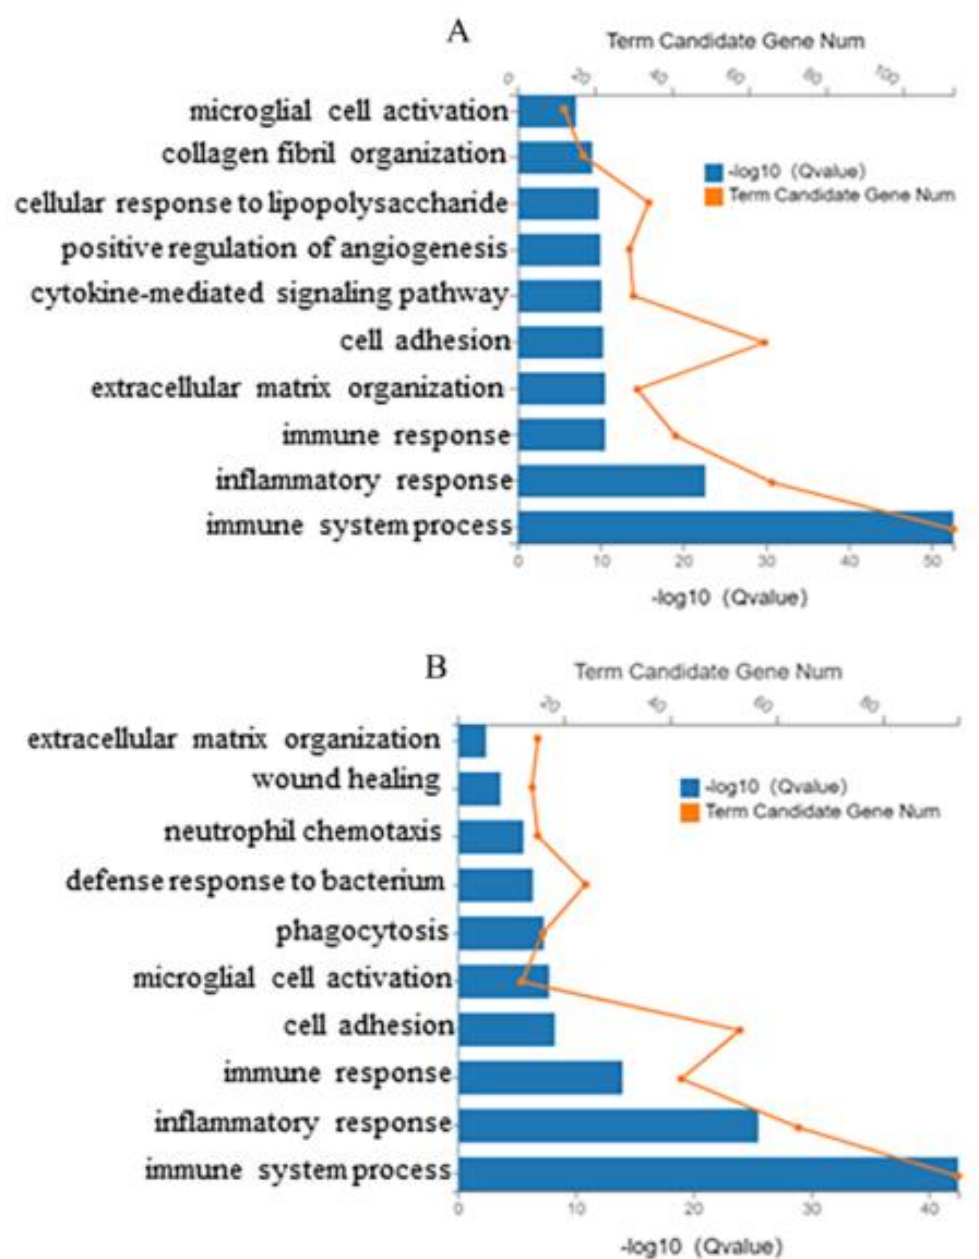 A
Term Candidate Gene Num
0 20 40 60 80 100
microglial cell activation
collagen fibril organization
-log10 (Qvalue)
Term Candidate Gene Num
cellular response to lipopolysaccharide
positive regulation of angiogenesis
cytokine-mediated signaling pathway
cell adhesion
extracellular matrix organization
immune response
inflammatory response
immune system process
0 10 20 30 40 50
-log10 (Qvalue)
B
Term Candidate Gene Num
20 40 60 80
extracellular matrix organization
wound healing
-log10 (Qvalue)
Term Candidate Gene Num
neutrophil chemotaxis
defense response to bacterium
phagocytosis
microglial cell activation
cell adhesion
immune response
inflammatory response
immune system process
0 10 20 30 40
-log10 (Qvalue)